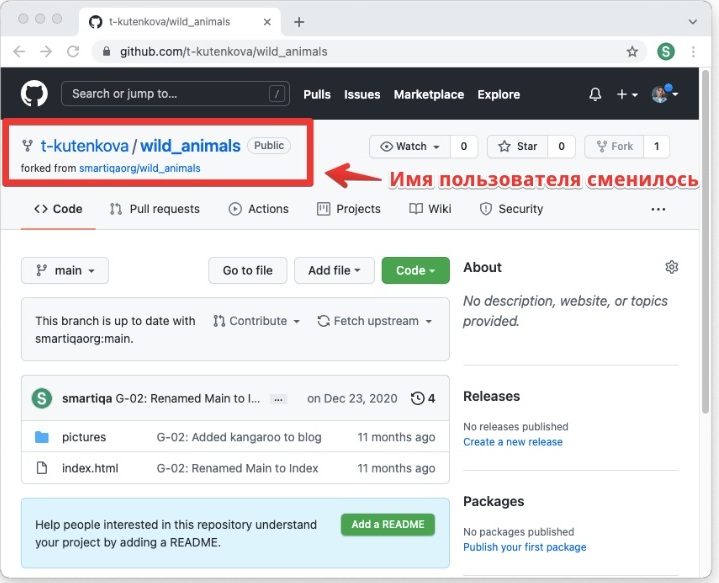 t-kutenkova/wild_animals
github.com/t-kutenkova/wild_animals
S
Search or jump to... /
Pulls Issues Marketplace Explore
t-kutenkova / wild_animals Public
forked from smartiqaorg/wild_animals
Watch 0 Star 0 Fork 1
Имя пользователя сменилось
Code Pull requests Actions Projects Wiki Security
main Go to file Add file Code
About
No description, website, or topics
provided.
This branch is up to date with
smartiqaorg:main.
Contribute Fetch upstream
S smartiqa G-02: Renamed Main to I... ... on Dec 23, 2020 4
pictures G-02: Added kangaroo to blog 11 months ago
index.html G-02: Renamed Main to Index 11 months ago
Releases
No releases published
Create a new release
Help people interested in this repository understand
your project by adding a README.
Add a README
Packages
No packages published
Publish your first package